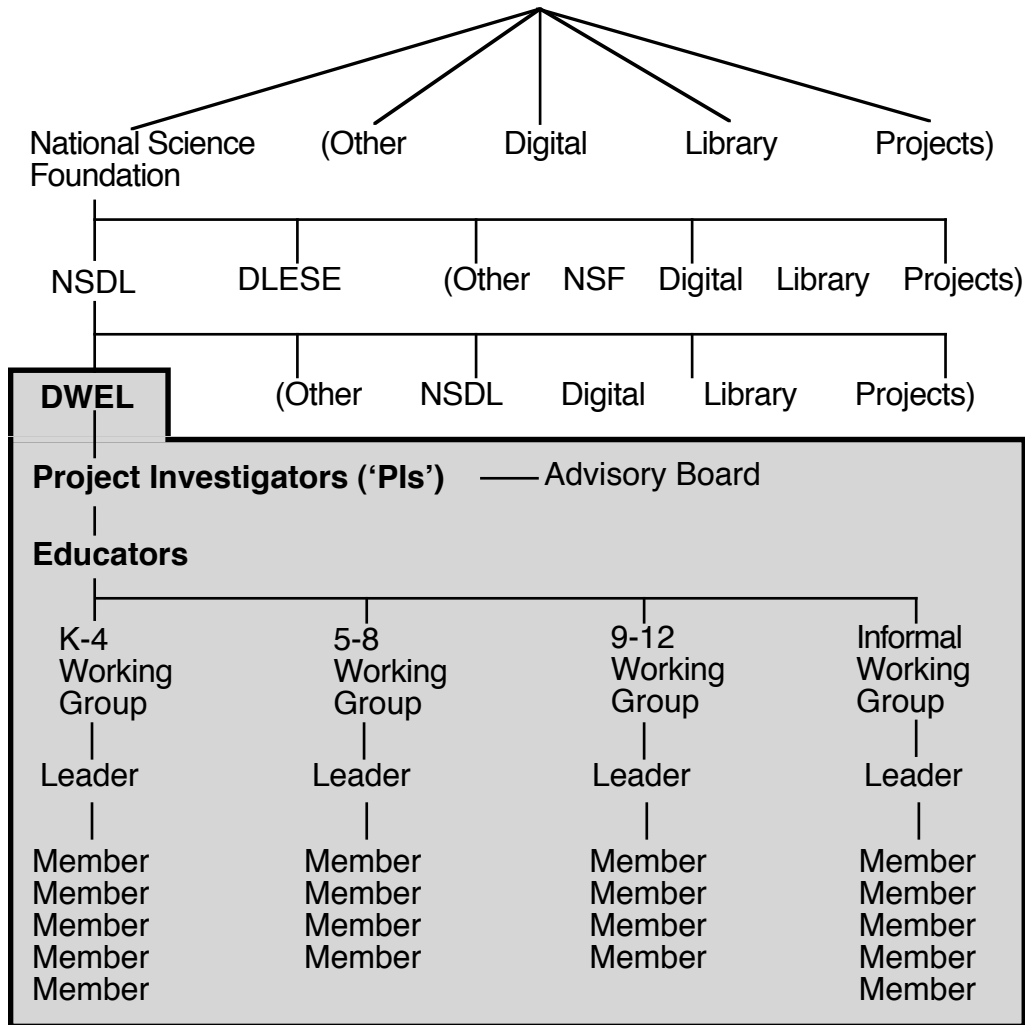 National Science (Other Digital Library Projects)
Foundation
NSDL DLESE (Other NSF Digital Library Projects)
DWEL (Other NSDL Digital Library Projects)
Project Investigators (‘PIs’) Advisory Board
Educators
K-4 5-8 9-12 Informal
Working Working Working Working
Group Group Group Group
Leader Leader Leader Leader
Member Member Member Member
Member Member Member Member
Member Member Member Member
Member Member Member Member
Member Member